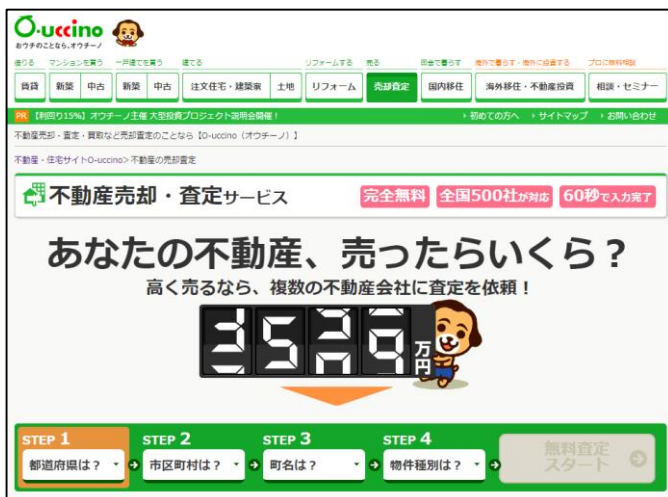 O-uccino
おウチのことなら、オウチーノ
借りる マンションを買う 一戸建てを買う 建てる リフォームする 売る 田舎で暮らす 海外で暮らす・海外に投資する プロに無料相談
賃貸 新築 中古 新築 中古 注文住宅・建築家 土地 リフォーム 売却査定 国内移住 海外移住・不動産投資 相談・セミナー
PR 【利回り15%】オウチーノ主催 大型投資プロジェクト説明会開催！ 初めての方へ サイトマップ お問い合わせ
不動産売却・査定・買取など売却査定のことなら【O-uccino（オウチーノ）】
不動産・住宅サイトO-uccino> 不動産の売却査定
不動産売却・査定サービス 完全無料 全国500社が対応 60秒で入力完了
あなたの不動産、売ったらいくら？
高く売るなら、複数の不動産会社に査定を依頼！
万円
STEP 1 STEP 2 STEP 3 STEP 4
都道府県は？ 市区町村は？ 町名は？ 物件種別は？ 無料査定スタート